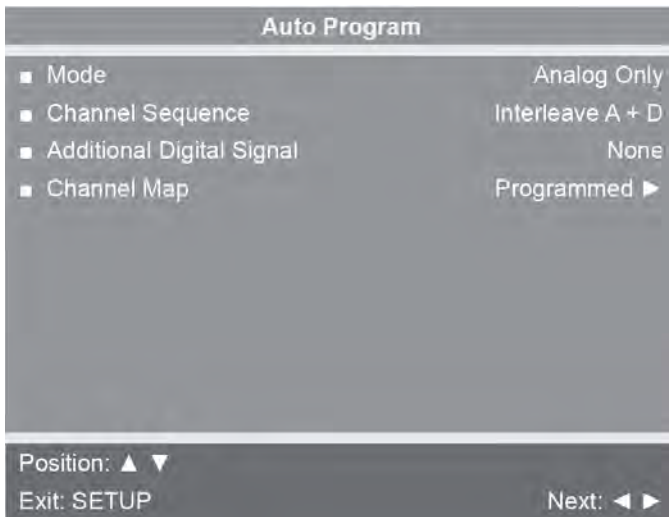 Auto Program
■ Mode Analog Only
■ Channel Sequence Interleave A + D
■ Additional Digital Signal None
■ Channel Map Programmed ►
Position: ▲ ▼
Exit: SETUP Next: ◄ ►